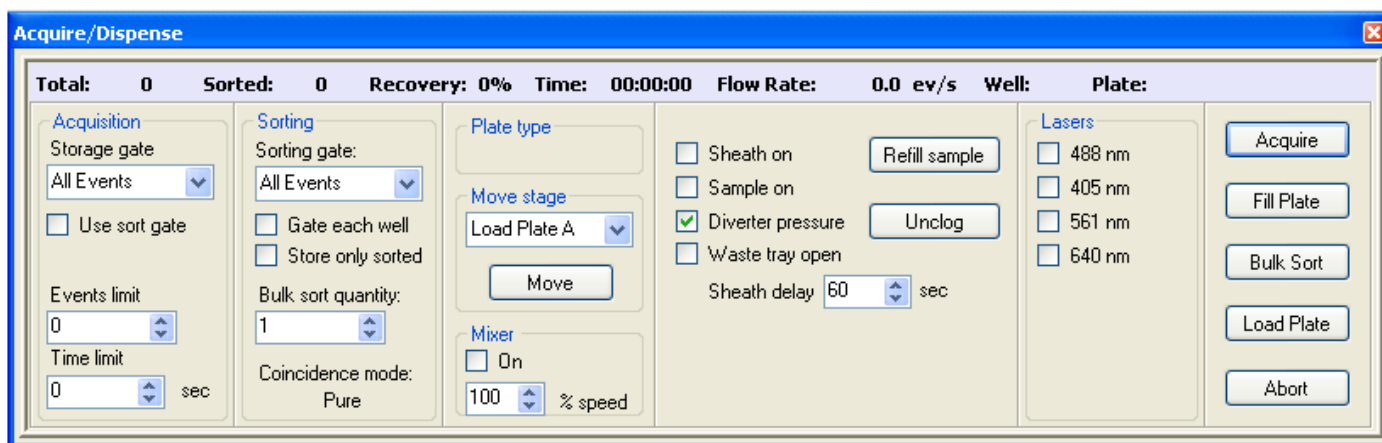 Acquire/Dispense
Total: 0 Sorted: 0 Recovery: 0% Time: 00:00:00 Flow Rate: 0.0 ev/s Well: Plate:
Acquisition
Storage gate
All Events
Use sort gate
Events limit
0
Time limit
0 sec
Sorting
Sorting gate:
All Events
Gate each well
Store only sorted
Bulk sort quantity:
1
Coincidence mode:
Pure
Plate type
Move stage
Load Plate A
Move
Mixer
On
100 % speed
Sheath on
Sample on
Diverter pressure
Waste tray open
Sheath delay 60 sec
Refill sample
Unclog
Lasers
488 nm
405 nm
561 nm
640 nm
Acquire
Fill Plate
Bulk Sort
Load Plate
Abort